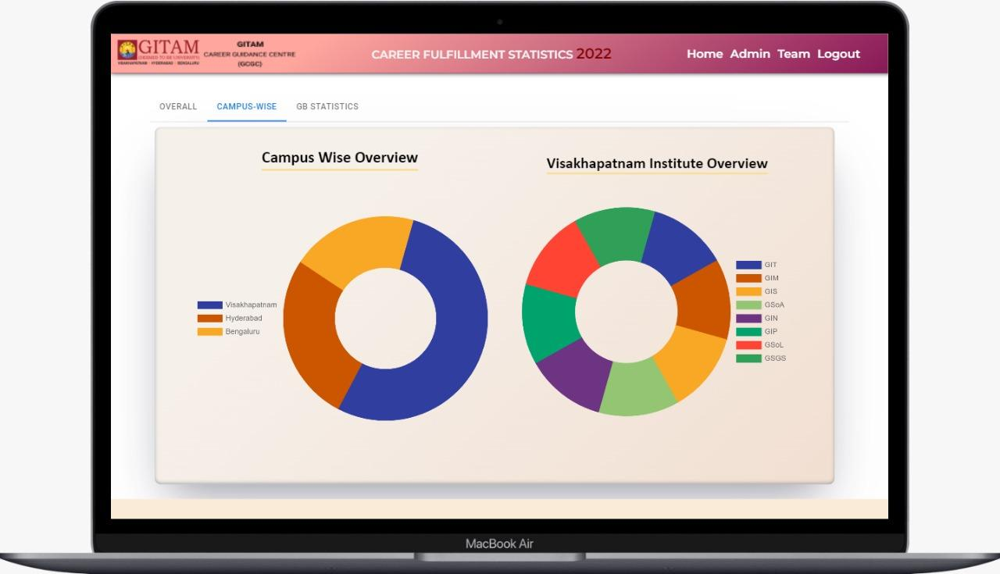 GITAM
(DEEMED TO BE UNIVERSITY)
VISAKHAPATNAM | HYDERABAD | BENGALURU
GITAM
CAREER GUIDANCE CENTRE
(GCGC)
CAREER FULFILLMENT STATISTICS 2022
Home Admin Team Logout
OVERALL CAMPUS-WISE GB STATISTICS
Campus Wise Overview
Visakhapatnam
Hyderabad
Bengaluru
Visakhapatnam Institute Overview
GIT
GIM
GIS
GSoA
GIN
GIP
GSoL
GSGS
MacBook Air